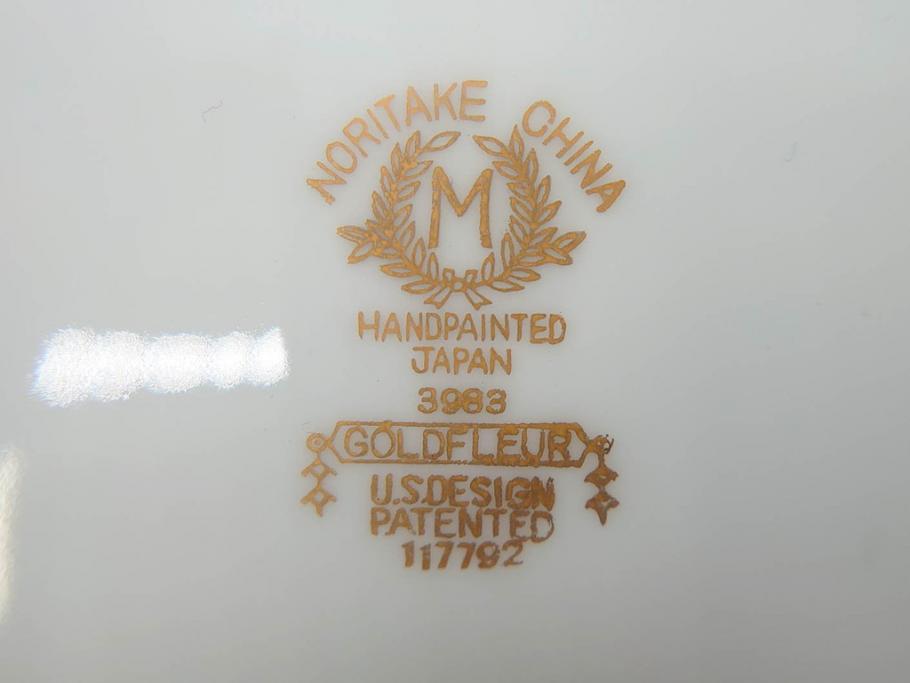 NORITAKE CHINA
M
HANDPAINTED
JAPAN
3983
GOLDFLEUR
U.S.DESIGN
PATENTED
117792